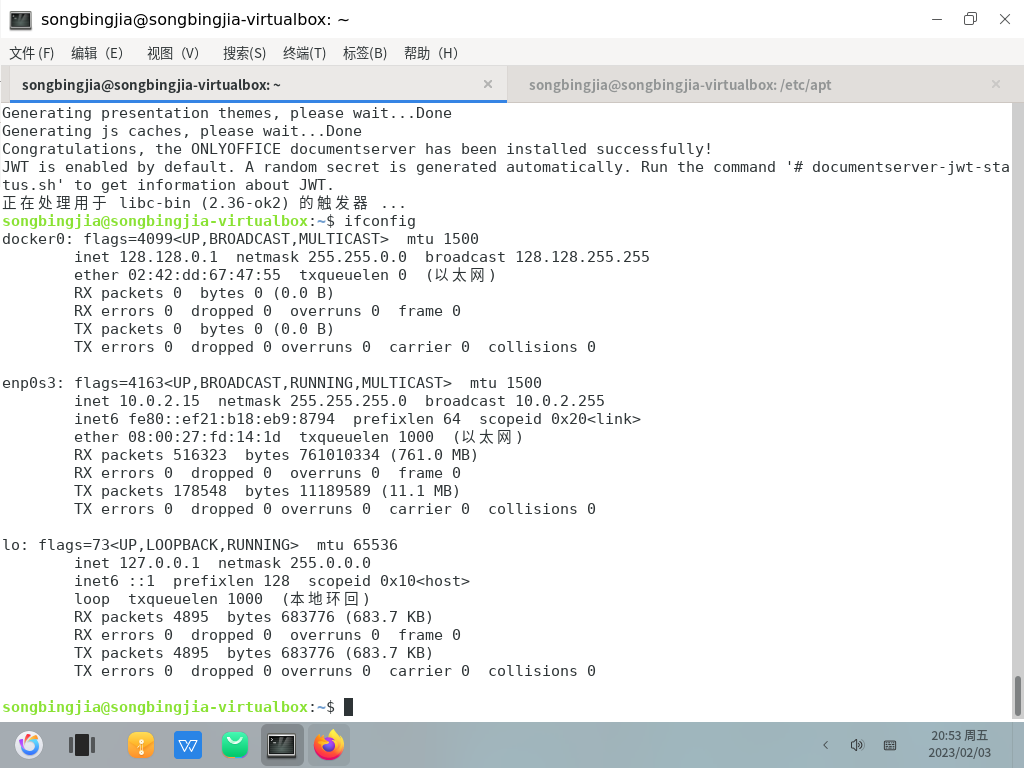 songbingjia@songbingjia-virtualbox: ~
文件 (F) 编辑（E） 视图（V） 搜索(S) 终端(T) 标签(B) 帮助（H）
songbingjia@songbingjia-virtualbox: ~ songbingjia@songbingjia-virtualbox: /etc/apt
Generating presentation themes, please wait...Done
Generating js caches, please wait...Done
Congratulations, the ONLYOFFICE documentserver has been installed successfully!
JWT is enabled by default. A random secret is generated automatically. Run the command '# documentserver-jwt-sta
tus.sh' to get information about JWT.
正在处理用于 libc-bin (2.36-ok2) 的触发器 ...
songbingjia@songbingjia-virtualbox:~$ ifconfig
docker0: flags=4099<UP,BROADCAST,MULTICAST>  mtu 1500
        inet 128.128.0.1  netmask 255.255.0.0  broadcast 128.128.255.255
        ether 02:42:dd:67:47:55  txqueuelen 0  (以太网)
        RX packets 0  bytes 0 (0.0 B)
        RX errors 0  dropped 0  overruns 0  frame 0
        TX packets 0  bytes 0 (0.0 B)
        TX errors 0  dropped 0 overruns 0  carrier 0  collisions 0

enp0s3: flags=4163<UP,BROADCAST,RUNNING,MULTICAST>  mtu 1500
        inet 10.0.2.15  netmask 255.255.255.0  broadcast 10.0.2.255
        inet6 fe80::ef21:b18:eb9:8794  prefixlen 64  scopeid 0x20<link>
        ether 08:00:27:fd:14:1d  txqueuelen 1000  (以太网)
        RX packets 516323  bytes 761010334 (761.0 MB)
        RX errors 0  dropped 0  overruns 0  frame 0
        TX packets 178548  bytes 11189589 (11.1 MB)
        TX errors 0  dropped 0 overruns 0  carrier 0  collisions 0

lo: flags=73<UP,LOOPBACK,RUNNING>  mtu 65536
        inet 127.0.0.1  netmask 255.0.0.0
        inet6 ::1  prefixlen 128  scopeid 0x10<host>
        loop  txqueuelen 1000  (本地环回)
        RX packets 4895  bytes 683776 (683.7 KB)
        RX errors 0  dropped 0  overruns 0  frame 0
        TX packets 4895  bytes 683776 (683.7 KB)
        TX errors 0  dropped 0 overruns 0  carrier 0  collisions 0

songbingjia@songbingjia-virtualbox:~$
20:53 周五
2023/02/03